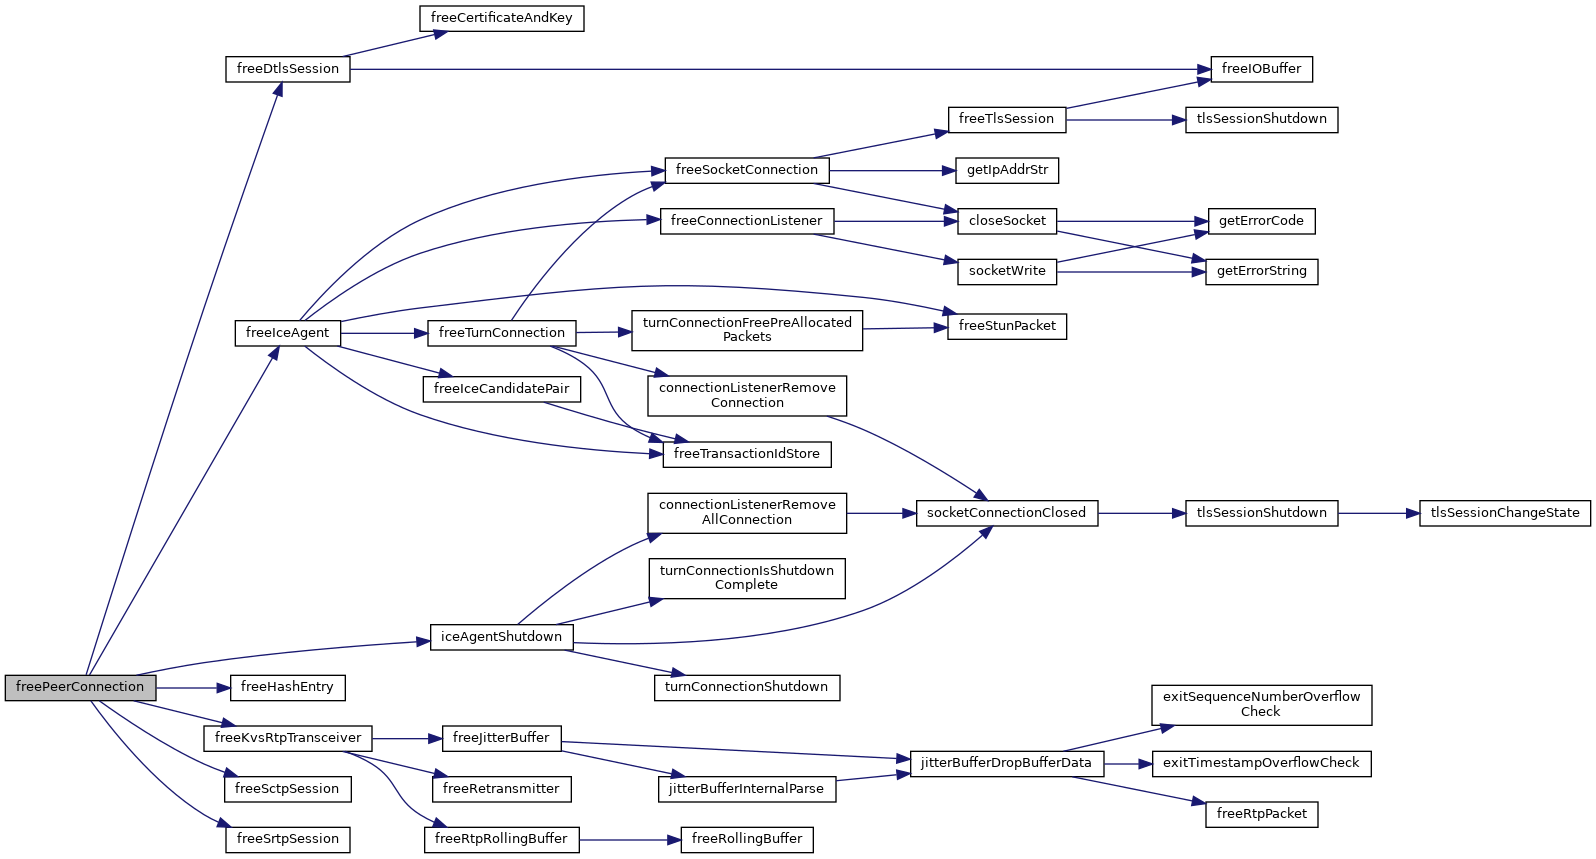 freeCertificateAndKey
freeDtlsSession
freeIOBuffer
freeTlsSession
tlsSessionShutdown
freeSocketConnection
getIpAddrStr
freeConnectionListener
closeSocket
getErrorCode
socketWrite
getErrorString
turnConnectionFreePreAllocated
Packets
freeStunPacket
freeIceAgent
freeTurnConnection
freeIceCandidatePair
connectionListenerRemove
Connection
freeTransactionIdStore
connectionListenerRemove
AllConnection
socketConnectionClosed
tlsSessionShutdown
tlsSessionChangeState
turnConnectionIsShutdown
Complete
iceAgentShutdown
turnConnectionShutdown
freePeerConnection
freeHashEntry
exitSequenceNumberOverflow
Check
freeKvsRtpTransceiver
freeJitterBuffer
jitterBufferDropBufferData
exitTimestampOverflowCheck
freeSctpSession
freeRetransmitter
jitterBufferInternalParse
freeRtpPacket
freeSrtpSession
freeRtpRollingBuffer
freeRollingBuffer